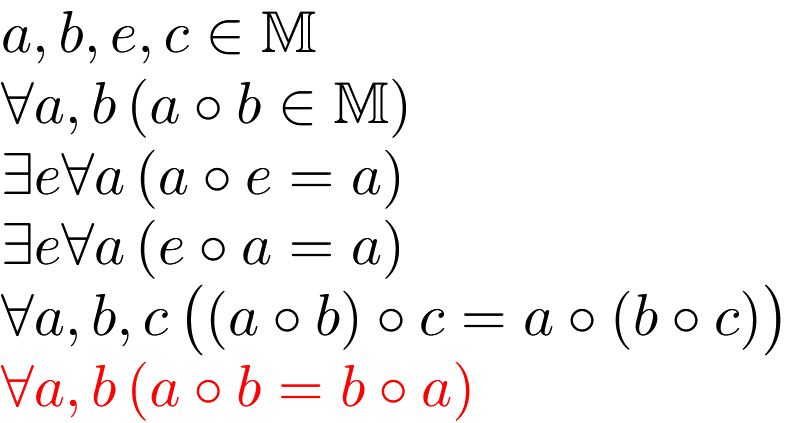 a, b, e, c ∈ 𝕄
∀a, b (a ∘ b ∈ 𝕄)
∃e∀a (a ∘ e = a)
∃e∀a (e ∘ a = a)
∀a, b, c ((a ∘ b) ∘ c = a ∘ (b ∘ c))
∀a, b (a ∘ b = b ∘ a)